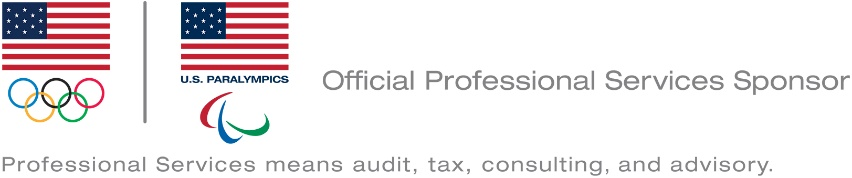 U.S. PARALYMPICS
Official Professional Services Sponsor
Professional Services means audit, tax, consulting, and advisory.